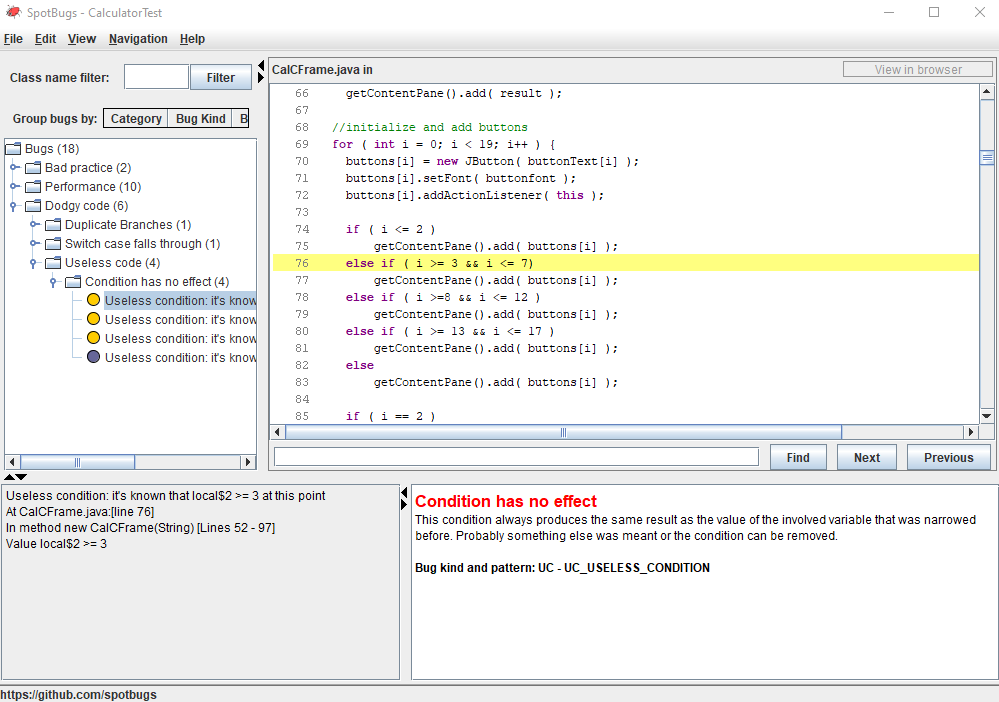 SpotBugs - CalculatorTest
File Edit View Navigation Help
Class name filter: Filter
Group bugs by: Category Bug Kind B
Bugs (18)
Bad practice (2)
Performance (10)
Dodgy code (6)
Duplicate Branches (1)
Switch case falls through (1)
Useless code (4)
Condition has no effect (4)
Useless condition: it's know
Useless condition: it's know
Useless condition: it's know
Useless condition: it's know
CalCFrame.java in
View in browser
66 getContentPane().add( result );
67
68 //initialize and add buttons
69 for ( int i = 0; i < 19; i++ ) {
70 buttons[i] = new JButton( buttonText[i] );
71 buttons[i].setFont( buttonfont );
72 buttons[i].addActionListener( this );
73
74 if ( i <= 2 )
75 getContentPane().add( buttons[i] );
76 else if ( i >= 3 && i <= 7)
77 getContentPane().add( buttons[i] );
78 else if ( i >=8 && i <= 12 )
79 getContentPane().add( buttons[i] );
80 else if ( i >= 13 && i <= 17 )
81 getContentPane().add( buttons[i] );
82 else
83 getContentPane().add( buttons[i] );
84
85 if ( i == 2 )
Find Next Previous
Useless condition: it's known that local$2 >= 3 at this point
At CalCFrame.java:[line 76]
In method new CalCFrame(String) [Lines 52 - 97]
Value local$2 >= 3
Condition has no effect
This condition always produces the same result as the value of the involved variable that was narrowed
before. Probably something else was meant or the condition can be removed.
Bug kind and pattern: UC - UC_USELESS_CONDITION
https://github.com/spotbugs